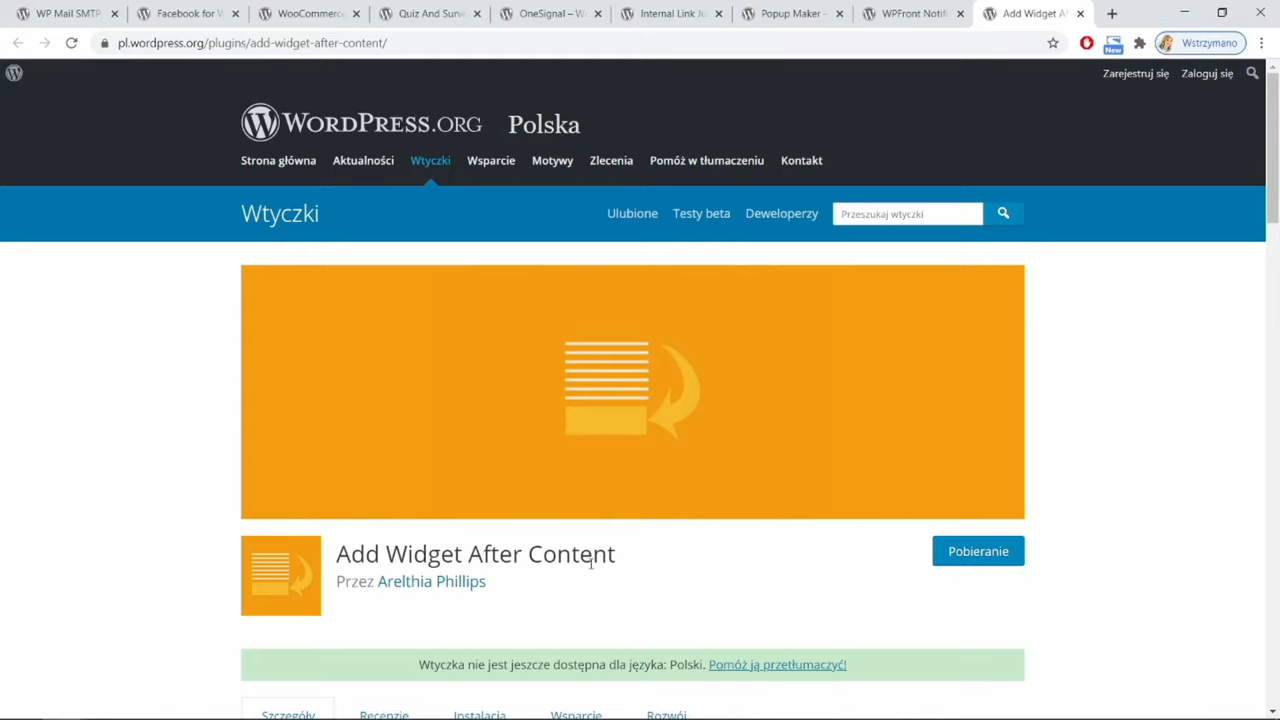 WP Mail SMTP
Facebook for W
WooCommerc
Quiz And Surv
OneSignal – W
Internal Link Ju
Popup Maker –
WPFront Notifi
Add Widget Af
pl.wordpress.org/plugins/add-widget-after-content/
New
Wstrzymano
Zarejestruj się Zaloguj się
WORDPRESS.ORG Polska
Strona główna Aktualności Wtyczki Wsparcie Motywy Zlecenia Pomóż w tłumaczeniu Kontakt
Wtyczki Ulubione Testy beta Deweloperzy Przeszukaj wtyczki
Add Widget After Content
Pobieranie
Przez Arelthia Phillips
Wtyczka nie jest jeszcze dostępna dla języka: Polski. Pomóż ją przetłumaczyć!
Szczegóły Recenzje Instalacja Wsparcie Rozwój